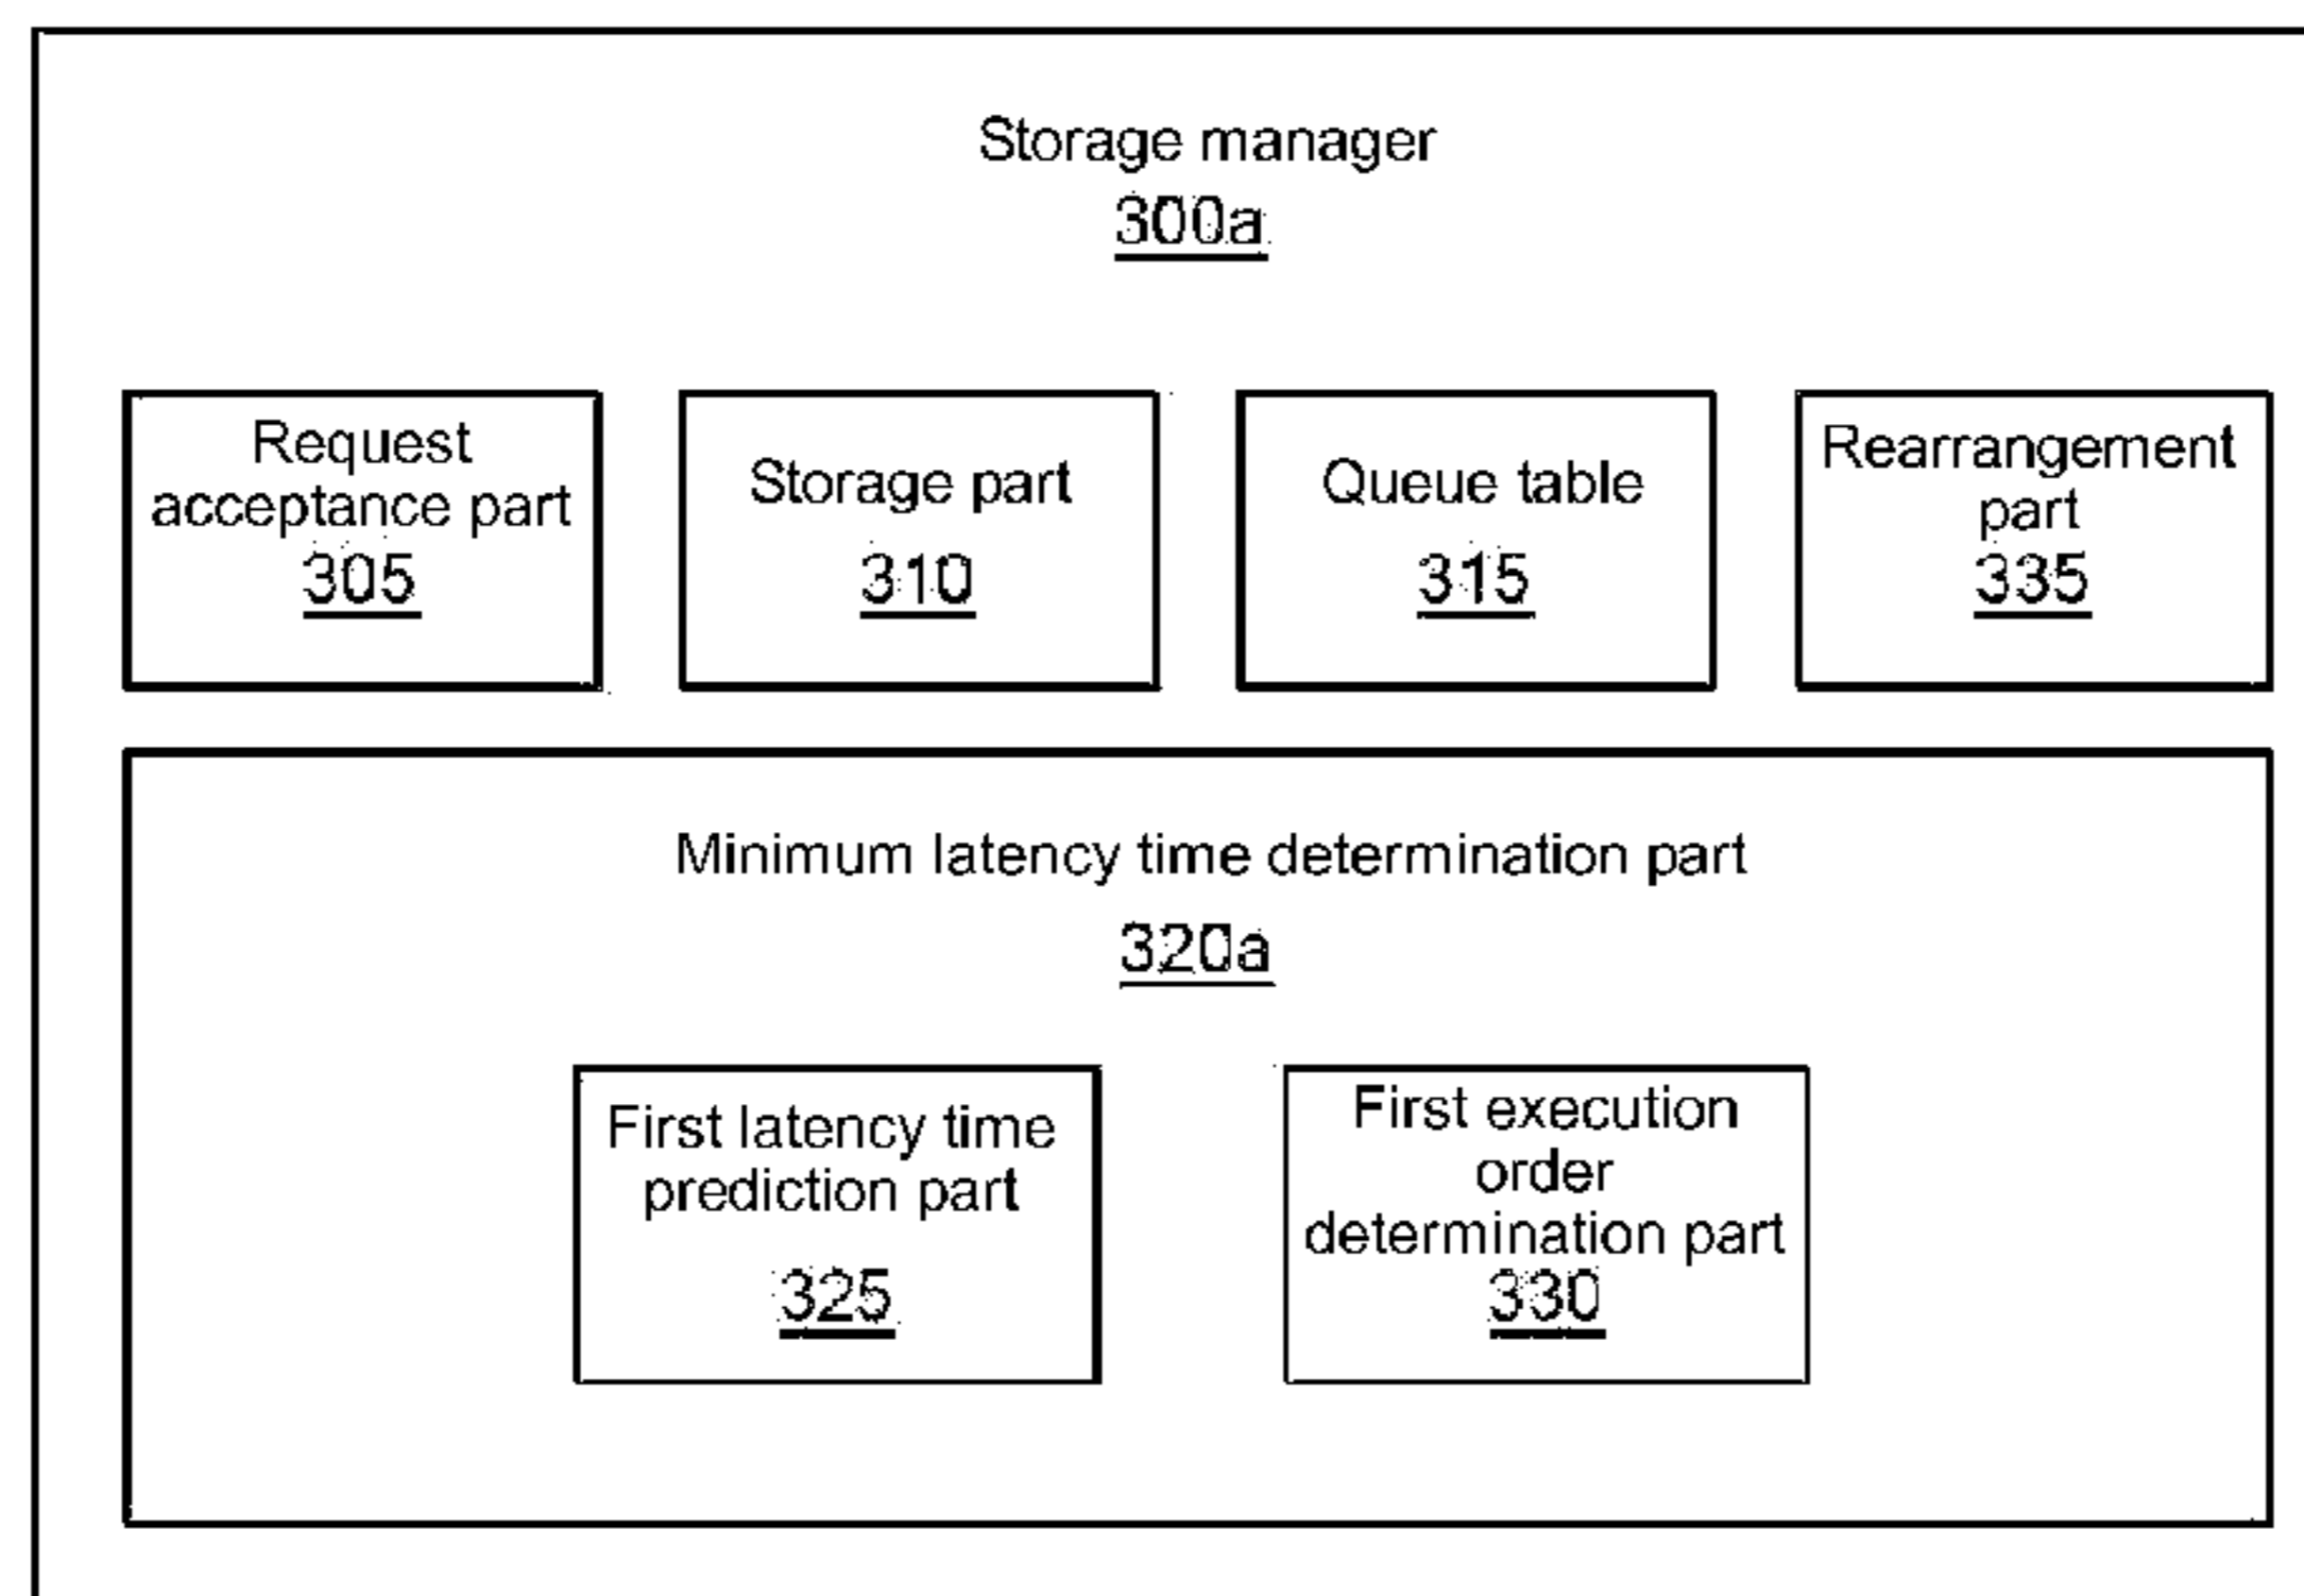 Storage manager
300a
Request
acceptance part
305
Storage part
310
Queue table
315
Rearrangement
part
335
Minimum latency time determination part
320a
First latency time
prediction part
325
First execution
order
determination part
330